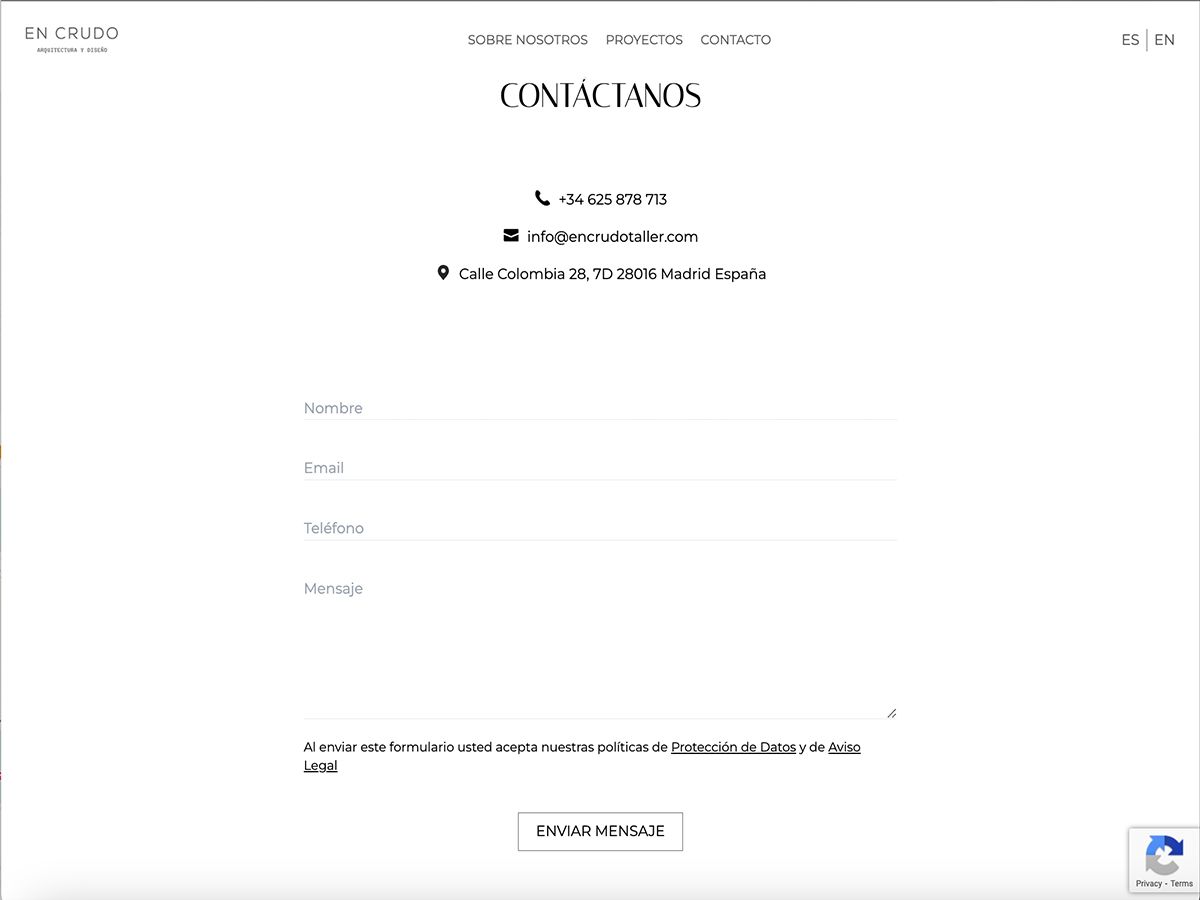 EN CRUDO
ARQUITECTURA Y DISEÑO
SOBRE NOSOTROS PROYECTOS CONTACTO
ES EN
CONTÁCTANOS
+34 625 878 713
info@encrudotaller.com
Calle Colombia 28, 7D 28016 Madrid España
Nombre
Email
Teléfono
Mensaje
Al enviar este formulario usted acepta nuestras políticas de Protección de Datos y de Aviso
Legal
ENVIAR MENSAJE
Privacy - Terms